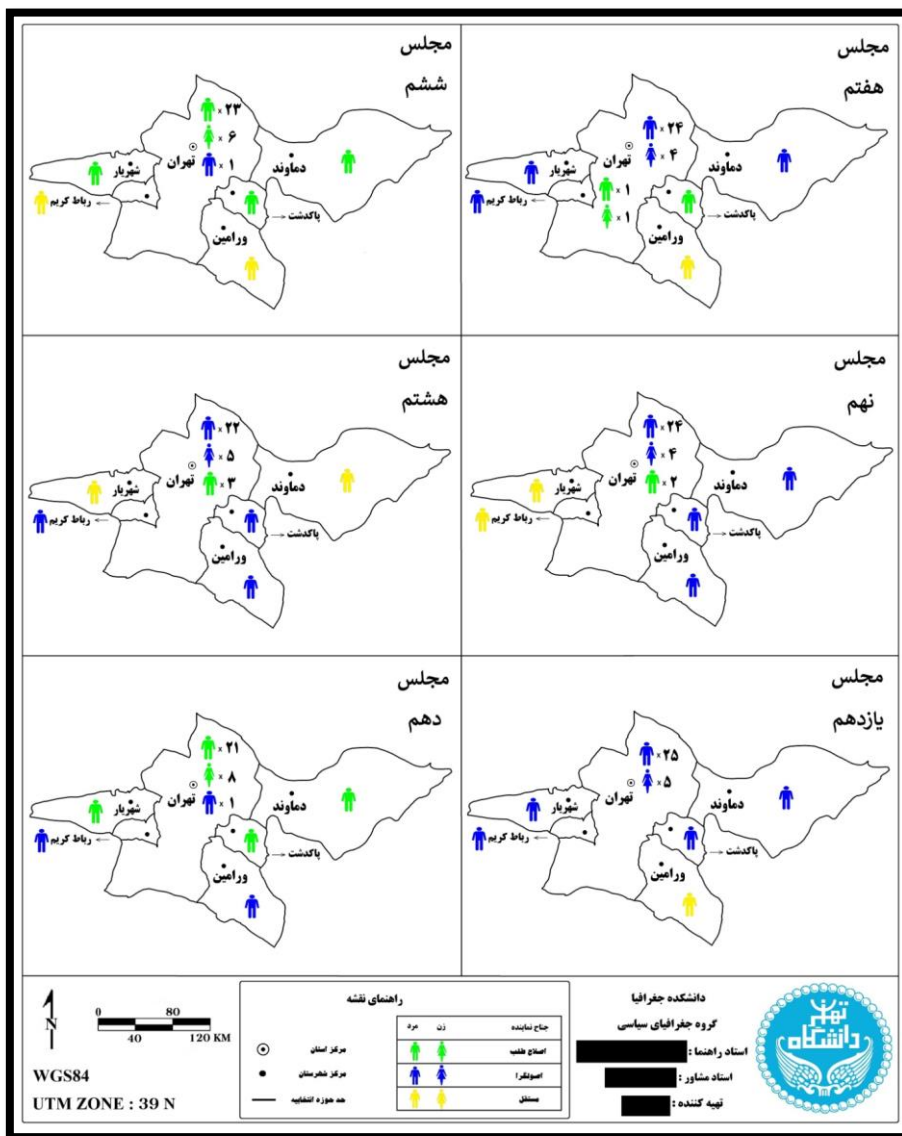 مجلس
ششم
× ۲۳
× ۶
× ۱
تهران
شهریار
رباط کریم
دماوند
پاکدشت
ورامین
مجلس
هفتم
× ۲۴
× ۴
× ۱
× ۱
تهران
شهریار
رباط کریم
دماوند
پاکدشت
ورامین
مجلس
هشتم
× ۲۲
× ۵
× ۳
تهران
شهریار
رباط کریم
دماوند
پاکدشت
ورامین
مجلس
نهم
× ۲۴
× ۴
× ۲
تهران
شهریار
رباط کریم
دماوند
پاکدشت
ورامین
مجلس
دهم
× ۲۱
× ۸
× ۱
تهران
شهریار
رباط کریم
دماوند
پاکدشت
ورامین
مجلس
یازدهم
× ۲۵
× ۵
تهران
شهریار
رباط کریم
دماوند
پاکدشت
ورامین
N
0 80
40 120 KM
WGS84
UTM ZONE : 39 N
راهنمای نقشه
جناح نماینده زن مرد
اصلاح طلب
اصولگرا
مستقل
مرکز استان
مرکز شهرستان
حد حوزه انتخابیه
دانشکده جغرافیا
گروه جغرافیای سیاسی
استاد راهنما :
استاد مشاور :
تهیه کننده :
دانشگاه
تهران